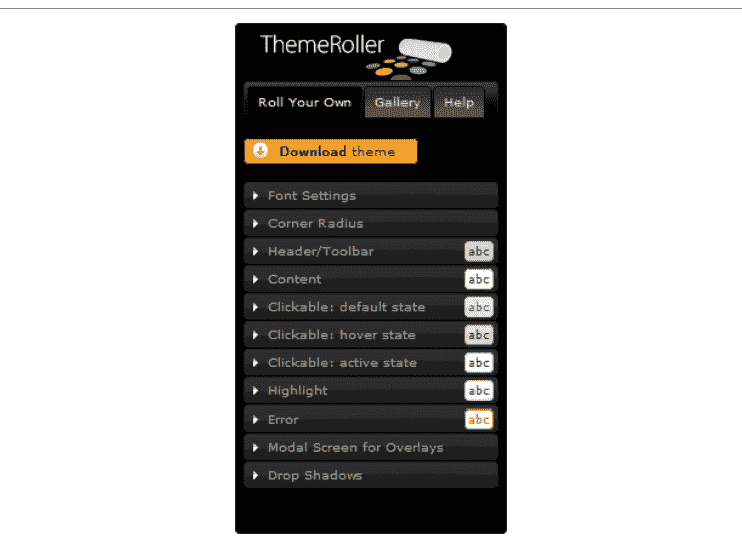 ThemeRoller
Roll Your Own Gallery Help
Download theme
Font Settings
Corner Radius
Header/Toolbar abc
Content abc
Clickable: default state abc
Clickable: hover state abc
Clickable: active state abc
Highlight abc
Error abc
Modal Screen for Overlays
Drop Shadows